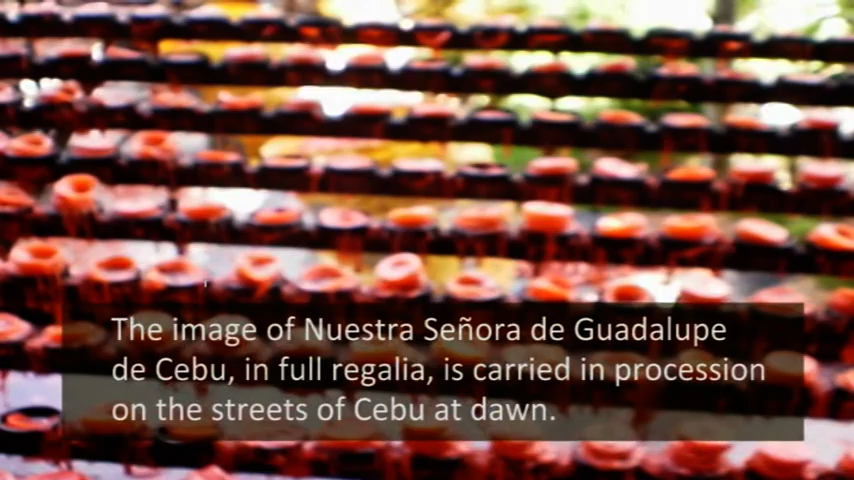 The image of Nuestra Señora de Guadalupe
de Cebu, in full regalia, is carried in procession
on the streets of Cebu at dawn.